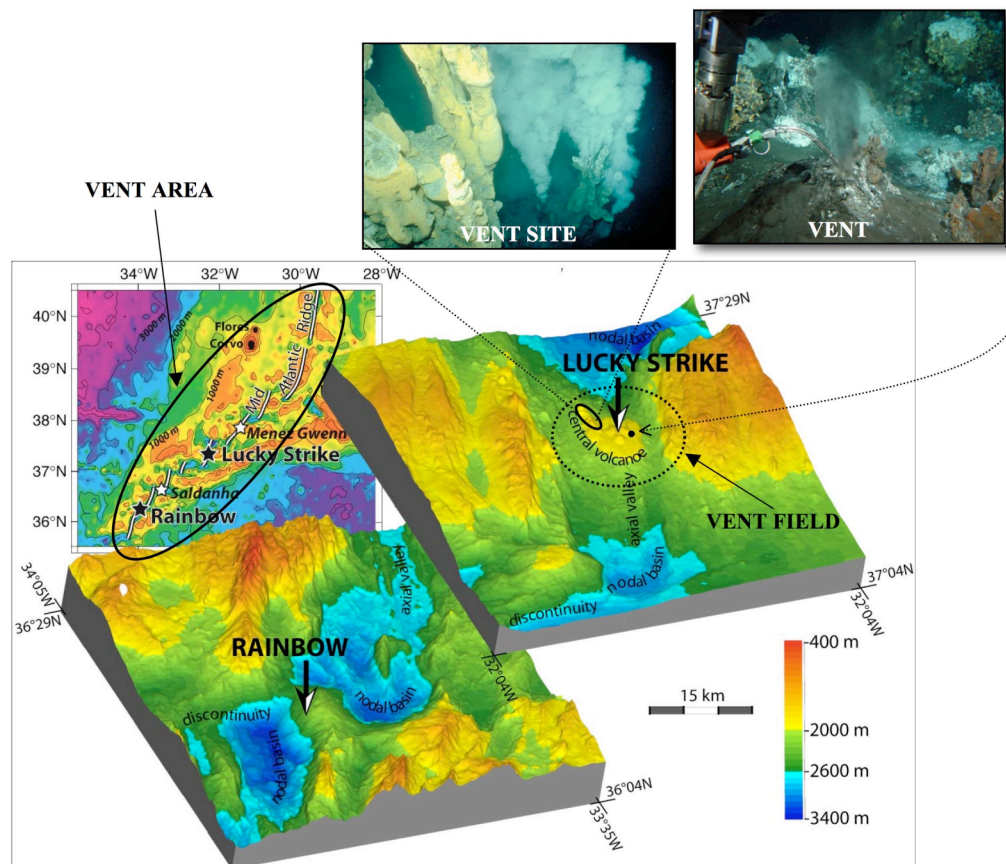 VENT AREA
VENT SITE
VENT
34°W 32°W 30°W 28°W
40°N
39°N
38°N
37°N
36°N
3000 m
2000 m
1000 m
1000 m
Flores
Corvo
Mid Atlantic Ridge
Menez Gwenn
Lucky Strike
Saldanha
Rainbow
37°29N
nodal basin
LUCKY STRIKE
central volcanoe
axial valley
VENT FIELD
nodal basin
discontinuity
37°04N
32°04W
34°05W
36°29N
axial valley
RAINBOW
32°04W
nodal basin
discontinuity
nodal basin
36°04N
33°35W
15 km
400 m
2000 m
2600 m
3400 m